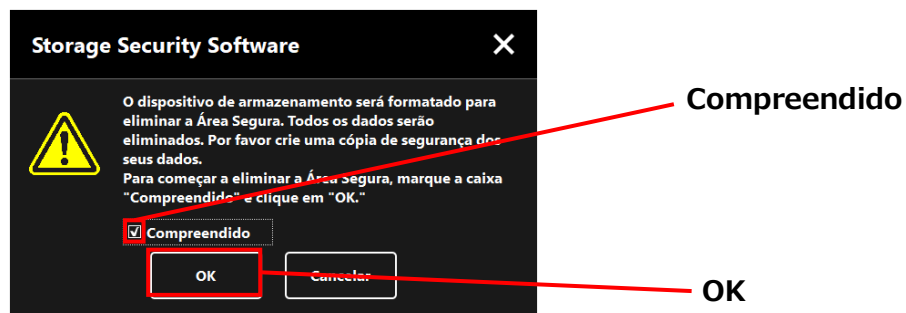 Storage Security Software
O dispositivo de armazenamento será formatado para
eliminar a Área Segura. Todos os dados serão
eliminados. Por favor crie uma cópia de segurança dos
seus dados.
Para começar a eliminar a Área Segura, marque a caixa
"Compreendido" e clique em "OK."
Compreendido
OK
Cancelar
Compreendido
OK